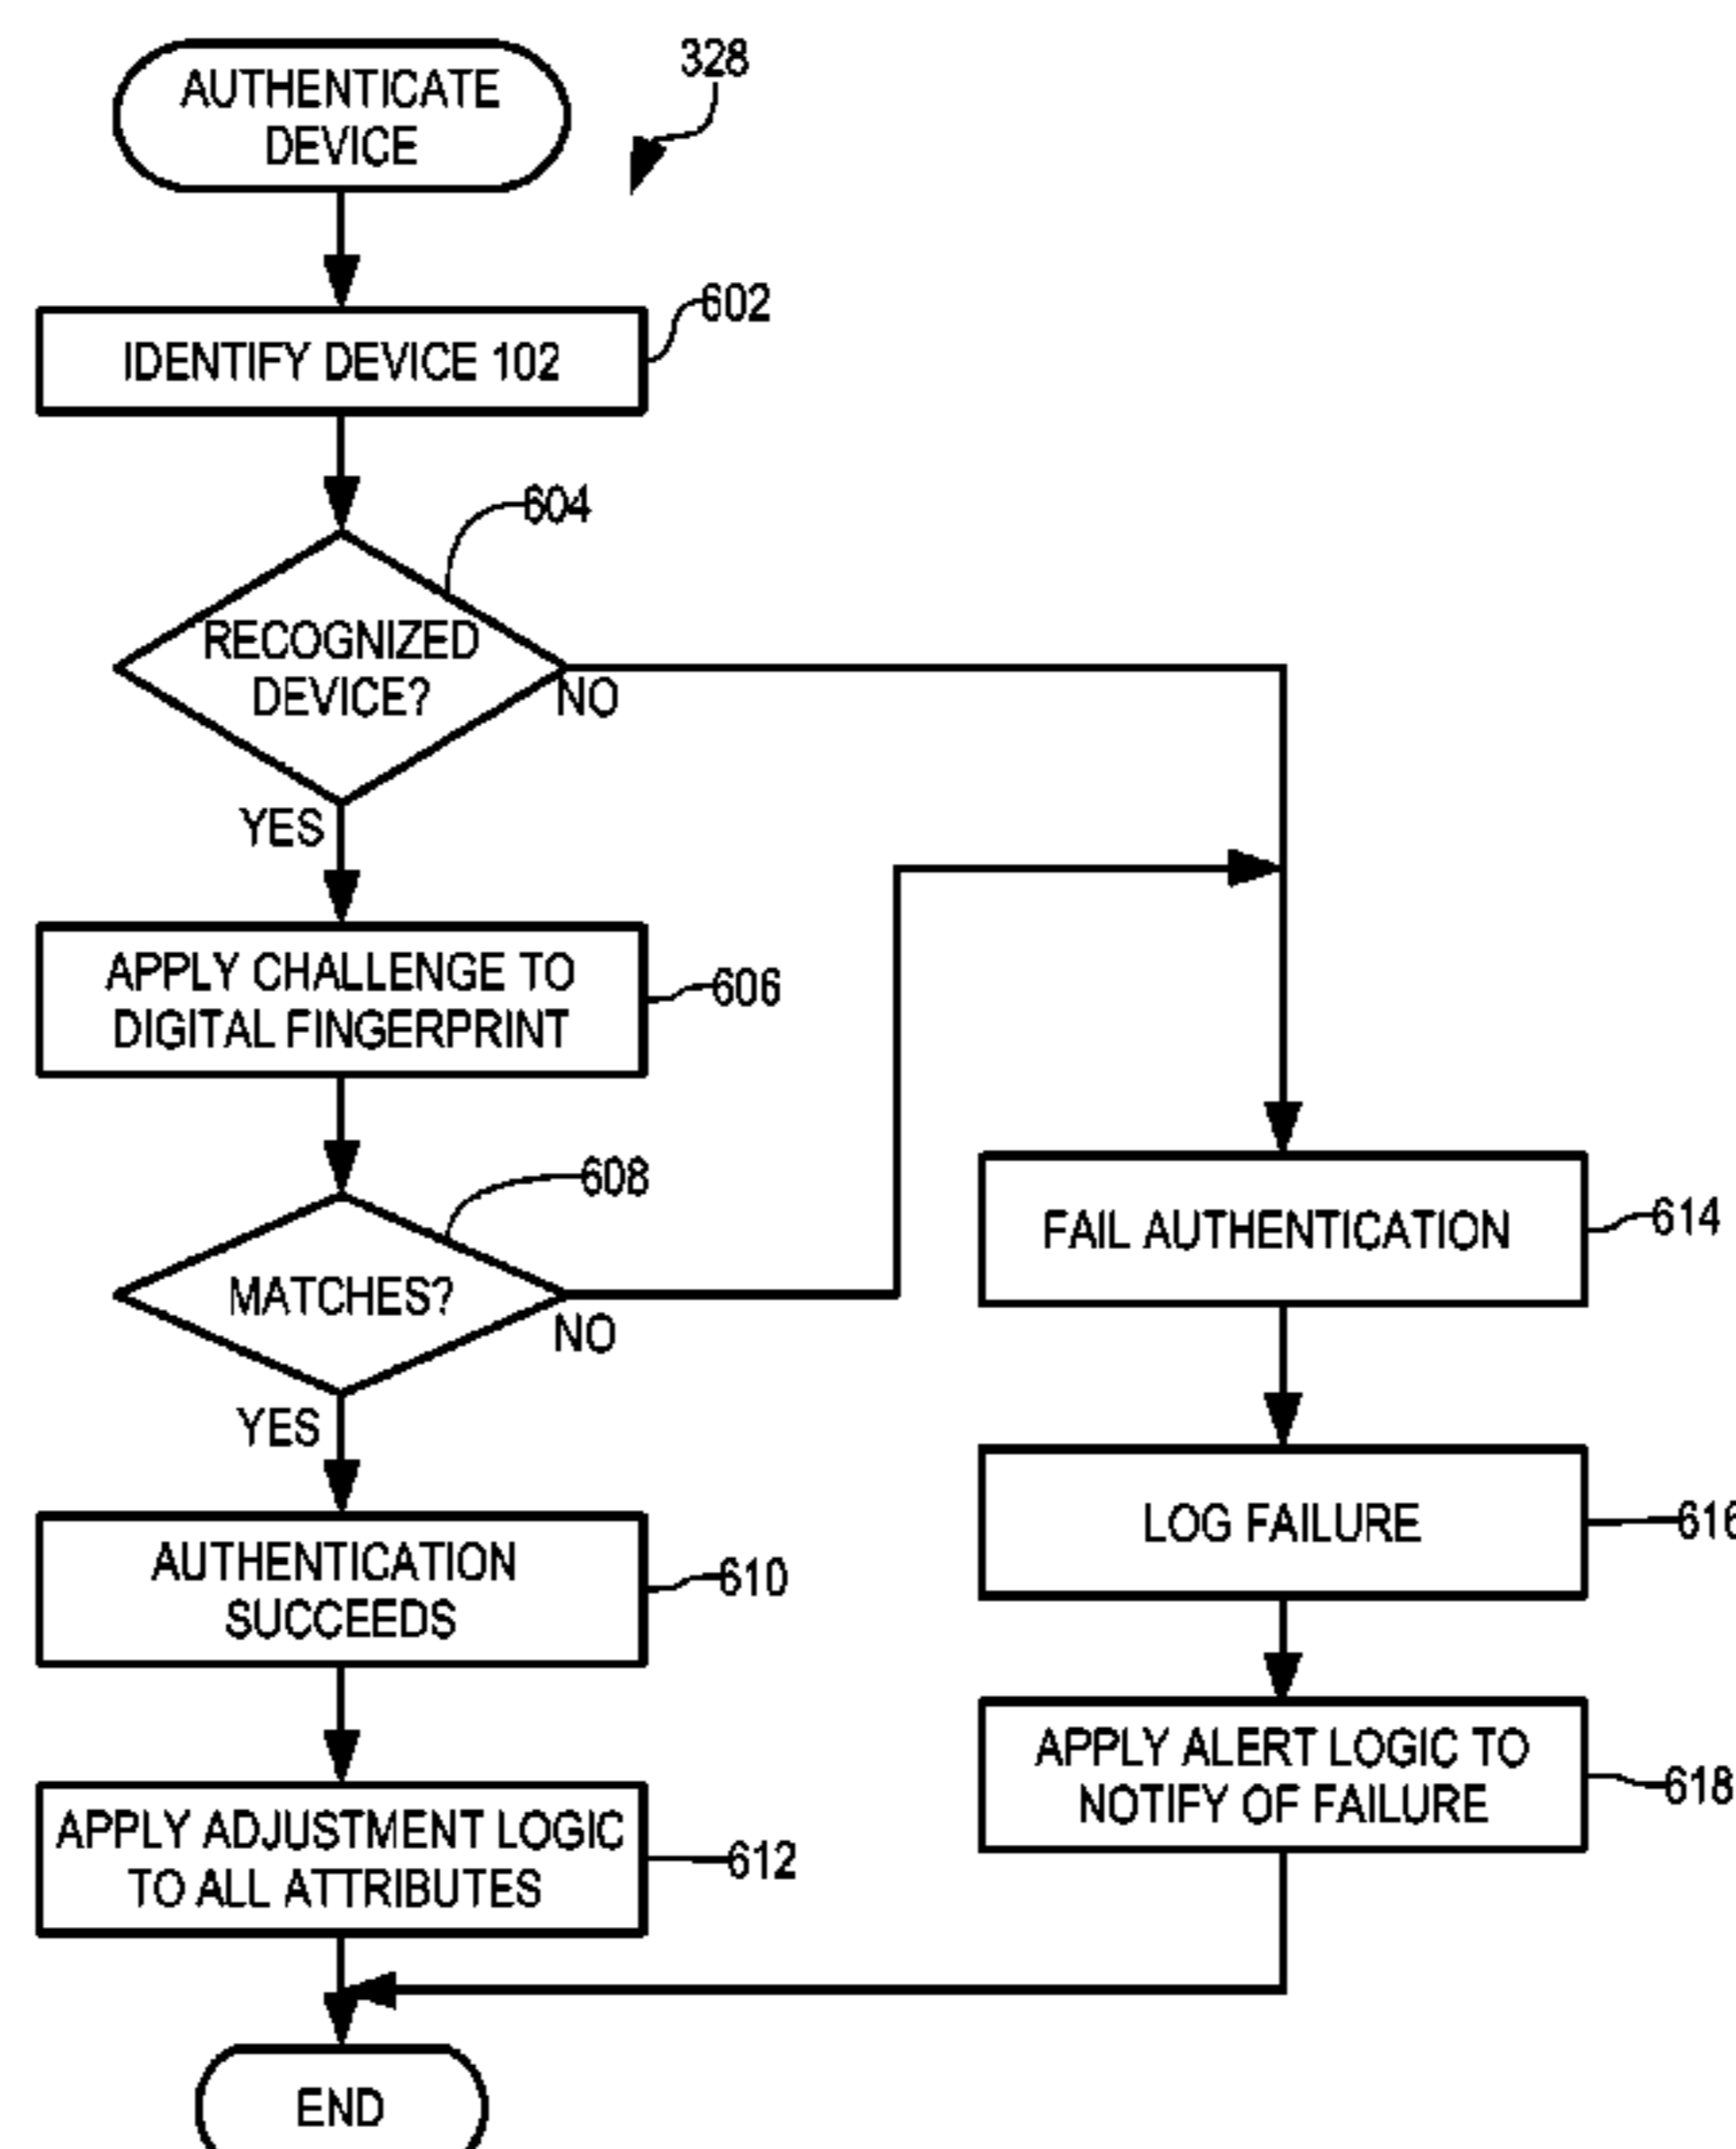 AUTHENTICATE
DEVICE
328
IDENTIFY DEVICE 102
602
604
RECOGNIZED
DEVICE?
NO
YES
APPLY CHALLENGE TO
DIGITAL FINGERPRINT
606
608
MATCHES?
NO
YES
FAIL AUTHENTICATION
614
LOG FAILURE
616
AUTHENTICATION
SUCCEEDS
610
APPLY ALERT LOGIC TO
NOTIFY OF FAILURE
618
APPLY ADJUSTMENT LOGIC
TO ALL ATTRIBUTES
612
END